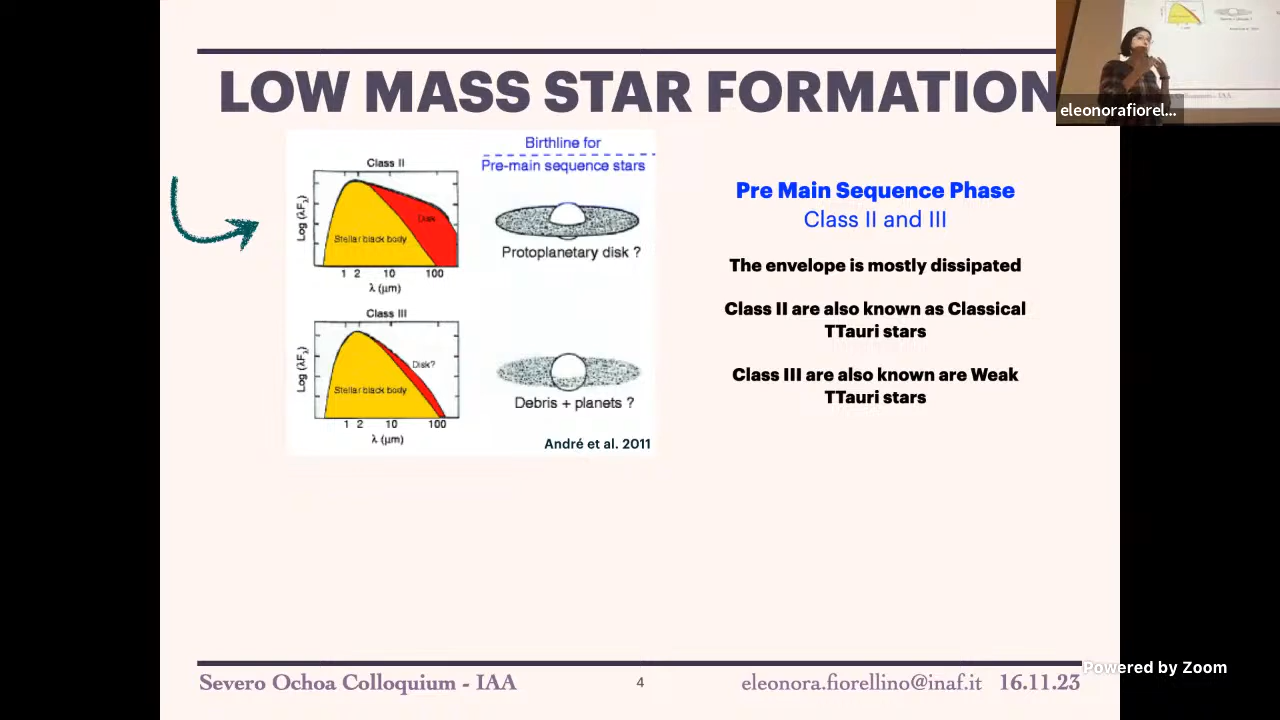 LOW MASS STAR FORMATION
eleonorafiorel...
Birthline for
Pre-main sequence stars
Class II
Log (λFλ)
Disk
Stellar black body
1 2 10 100
λ (μm)
Protoplanetary disk ?
Class III
Log (λFλ)
Disk?
Stellar black body
1 2 10 100
λ (μm)
Debris + planets ?
André et al. 2011
Pre Main Sequence Phase
Class II and III
The envelope is mostly dissipated
Class II are also known as Classical
TTauri stars
Class III are also known are Weak
TTauri stars
Severo Ochoa Colloquium - IAA
4
eleonora.fiorellino@inaf.it 16.11.23
Powered by Zoom